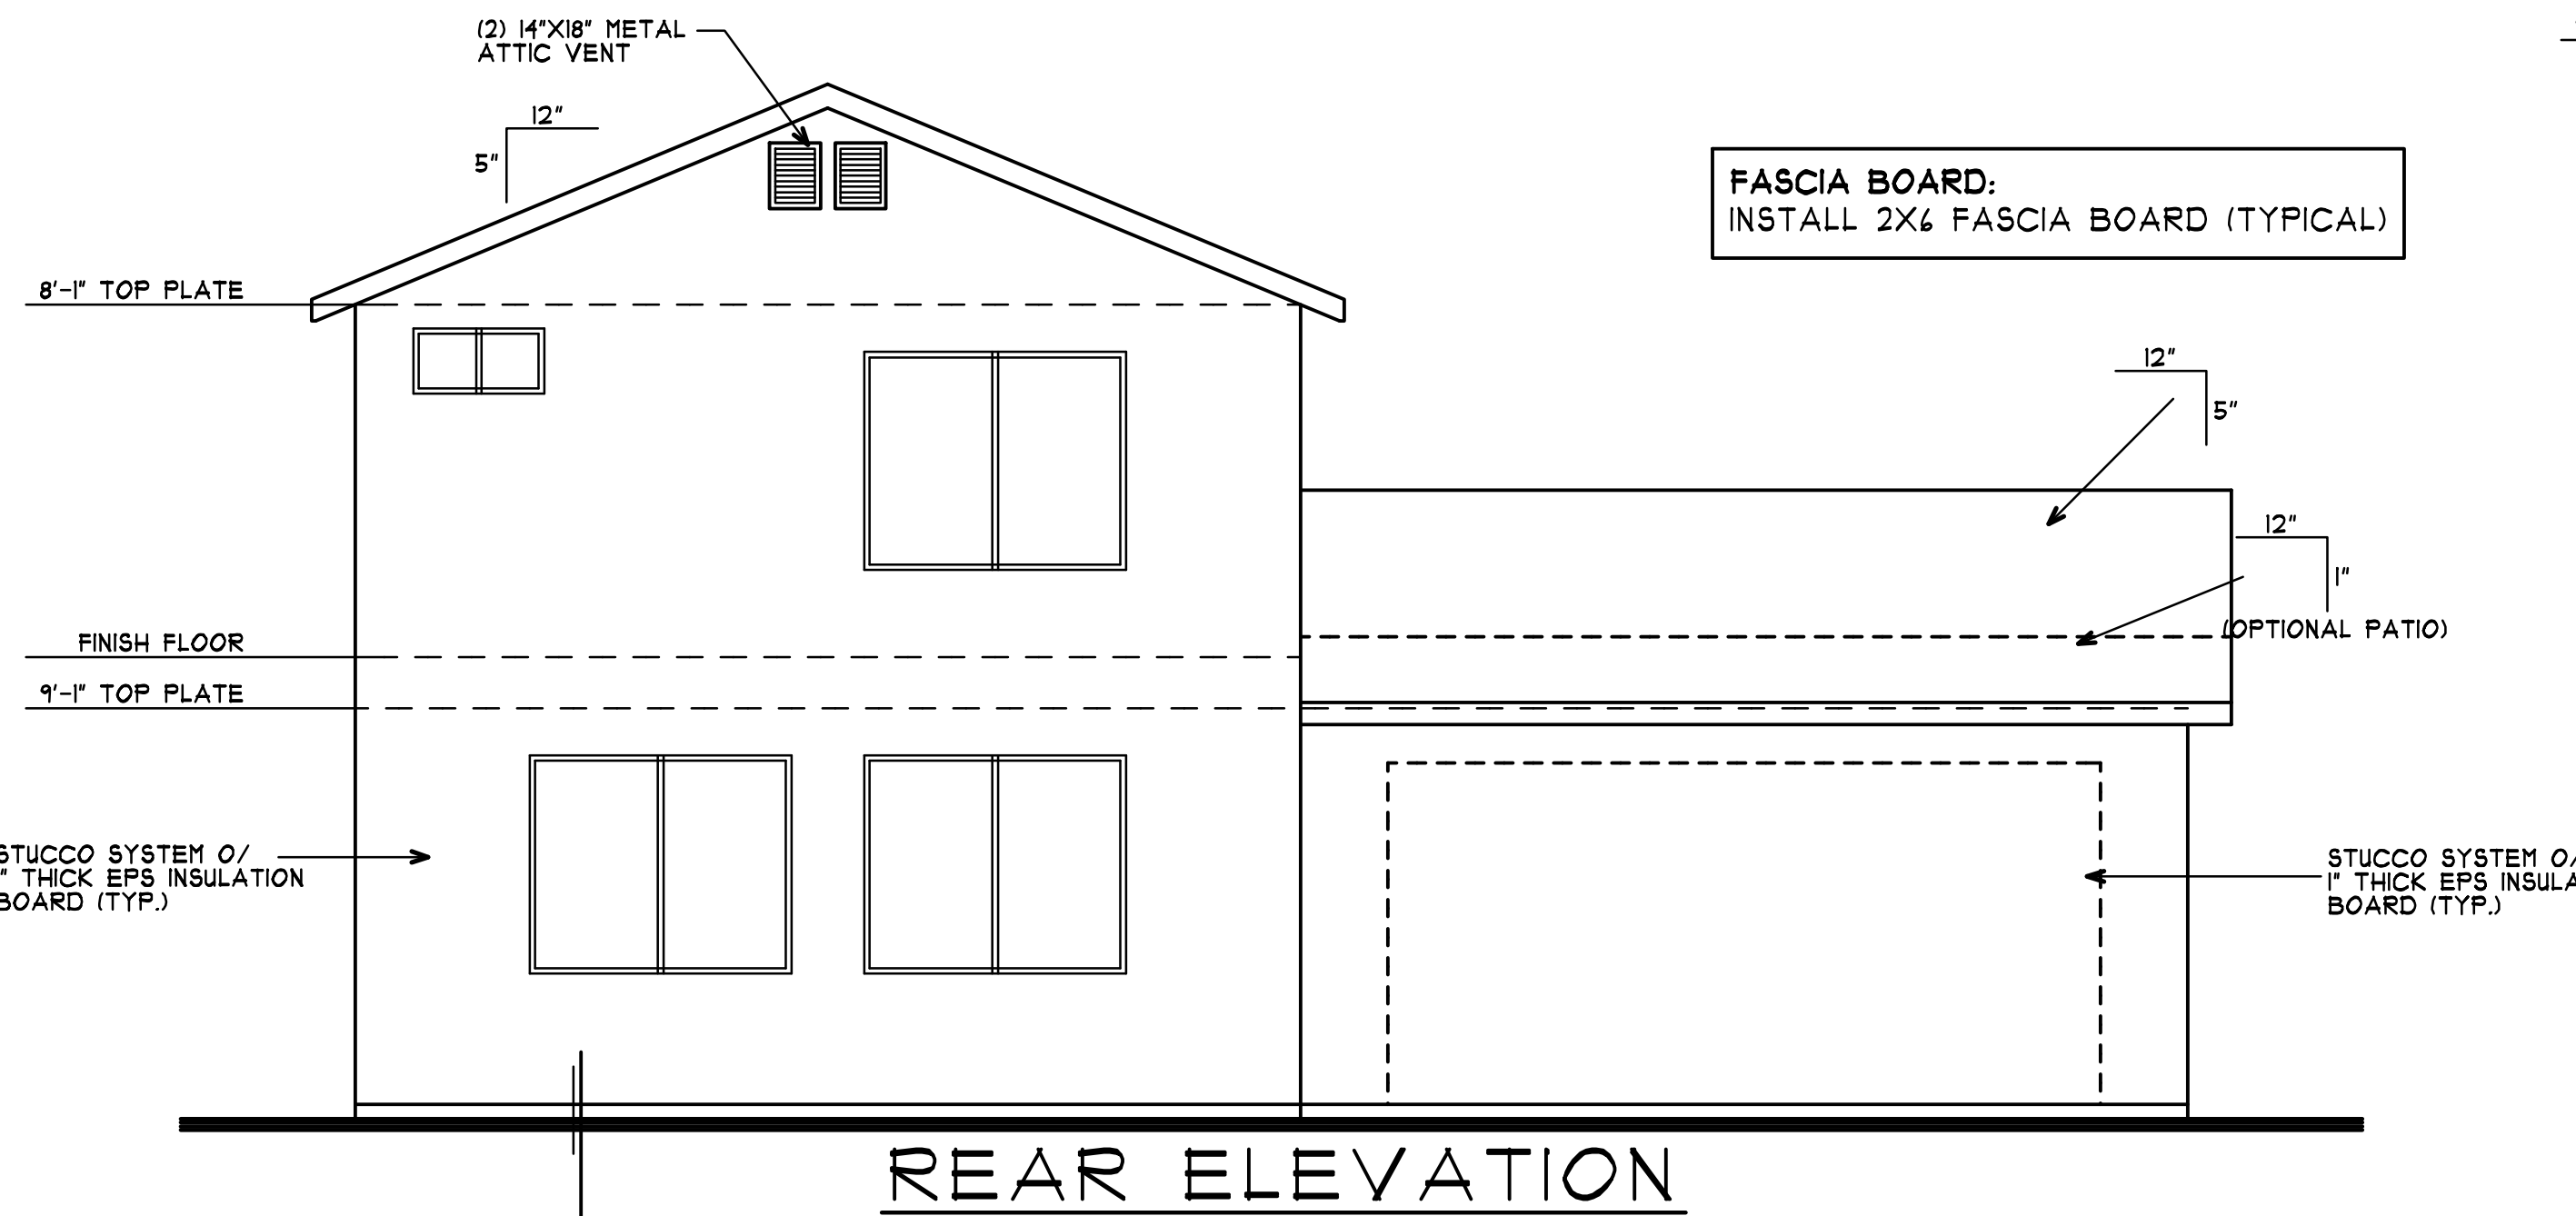 (2) 14"X18" METAL
ATTIC VENT
12"
5"
FASCIA BOARD:
INSTALL 2X6 FASCIA BOARD (TYPICAL)
8'-1" TOP PLATE
12"
5"
12"
1"
(OPTIONAL PATIO)
FINISH FLOOR
9'-1" TOP PLATE
STUCCO SYSTEM O/
" THICK EPS INSULATION
BOARD (TYP.)
STUCCO SYSTEM O/
1" THICK EPS INSULA
BOARD (TYP.)
REAR ELEVATION